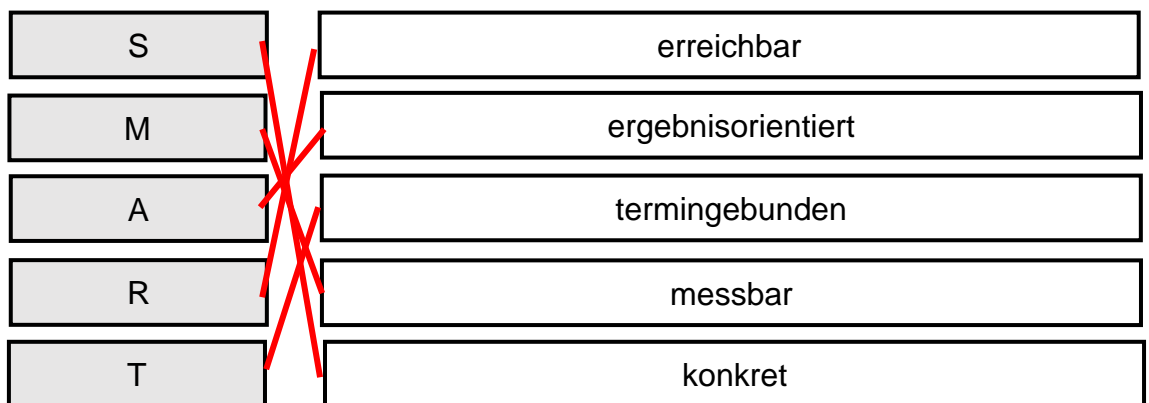 S erreichbar
M ergebnisorientiert
A termingebunden
R messbar
T konkret